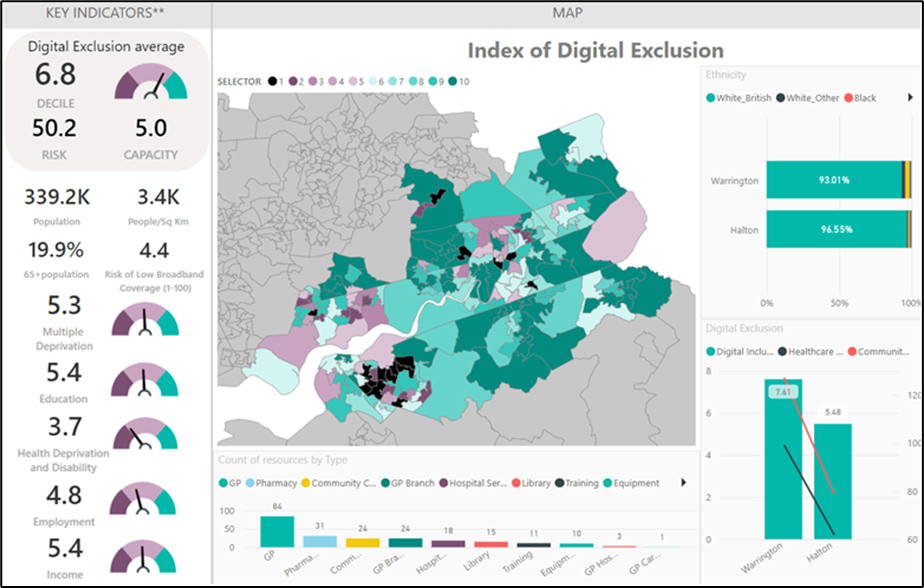 KEY INDICATORS**
Digital Exclusion average
6.8
DECILE
50.2
RISK
5.0
CAPACITY
339.2K
Population
3.4K
People/Sq Km
19.9%
65+population
4.4
Risk of Low Broadband
Coverage (1-100)
5.3
Multiple
Deprivation
5.4
Education
3.7
Health Deprivation
and Disability
4.8
Employment
5.4
Income
MAP
Index of Digital Exclusion
SELECTOR 1 2 3 4 5 6 7 8 9 10
Count of resources by Type
GP Pharmacy Community C... GP Branch Hospital Ser... Library Training Equipment
100
50
0
84
31
24
24
18
15
11
10
3
1
GP
Pharma...
Comm...
GP Bra...
Hospit...
Library
Training
Equipm...
GP Hos...
GP Car...
Ethnicity
White_British White_Other Black
Warrington
93.01%
Halton
96.55%
0% 50% 100%
Digital Exclusion
Digital Inclu... Healthcare ... Communit...
8
6
4
2
0
7.61
5.48
120
100
80
60
Warrington
Halton